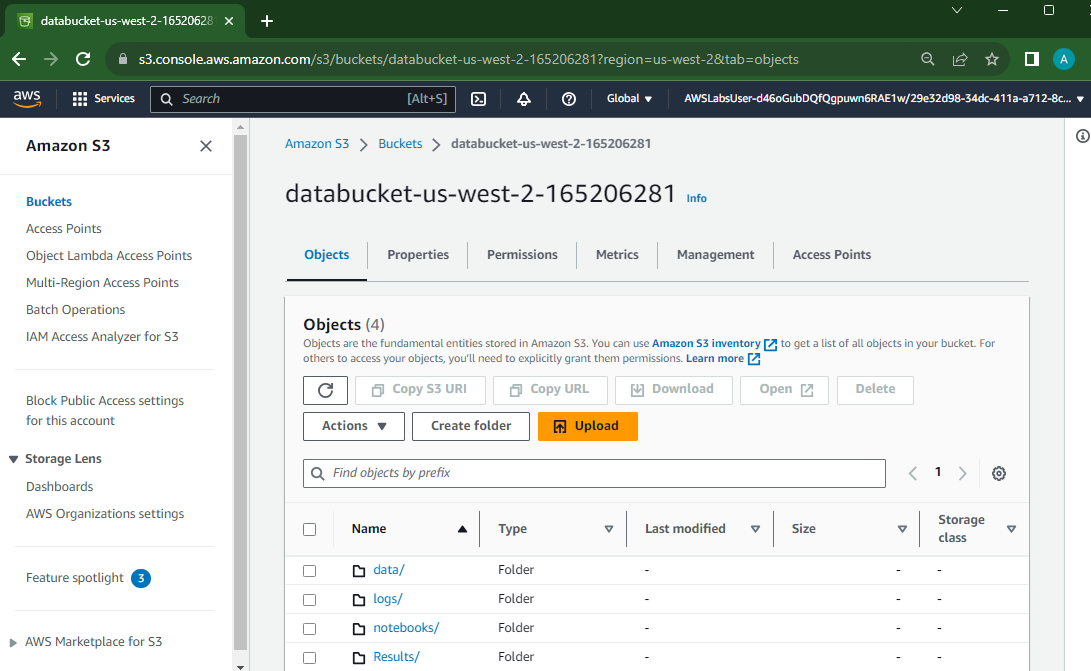 databucket-us-west-2-16520628
s3.console.aws.amazon.com/s3/buckets/databucket-us-west-2-165206281?region=us-west-2&tab=objects
A
aws
Services
Search
[Alt+S]
Global
AWSLabsUser-d46oGubDQfQgpuwn6RAE1w/29e32d98-34dc-411a-a712-8c...
Amazon S3
Buckets
Access Points
Object Lambda Access Points
Multi-Region Access Points
Batch Operations
IAM Access Analyzer for S3
Block Public Access settings
for this account
Storage Lens
Dashboards
AWS Organizations settings
Feature spotlight 3
AWS Marketplace for S3
Amazon S3 > Buckets > databucket-us-west-2-165206281
databucket-us-west-2-165206281 Info
Objects
Properties
Permissions
Metrics
Management
Access Points
Objects (4)
Objects are the fundamental entities stored in Amazon S3. You can use Amazon S3 inventory to get a list of all objects in your bucket. For
others to access your objects, you'll need to explicitly grant them permissions. Learn more
Copy S3 URI
Copy URL
Download
Open
Delete
Actions
Create folder
Upload
Find objects by prefix
1
Name
Type
Last modified
Size
Storage
class
data/ Folder - - -
logs/ Folder - - -
notebooks/ Folder - - -
Results/ Folder - - -